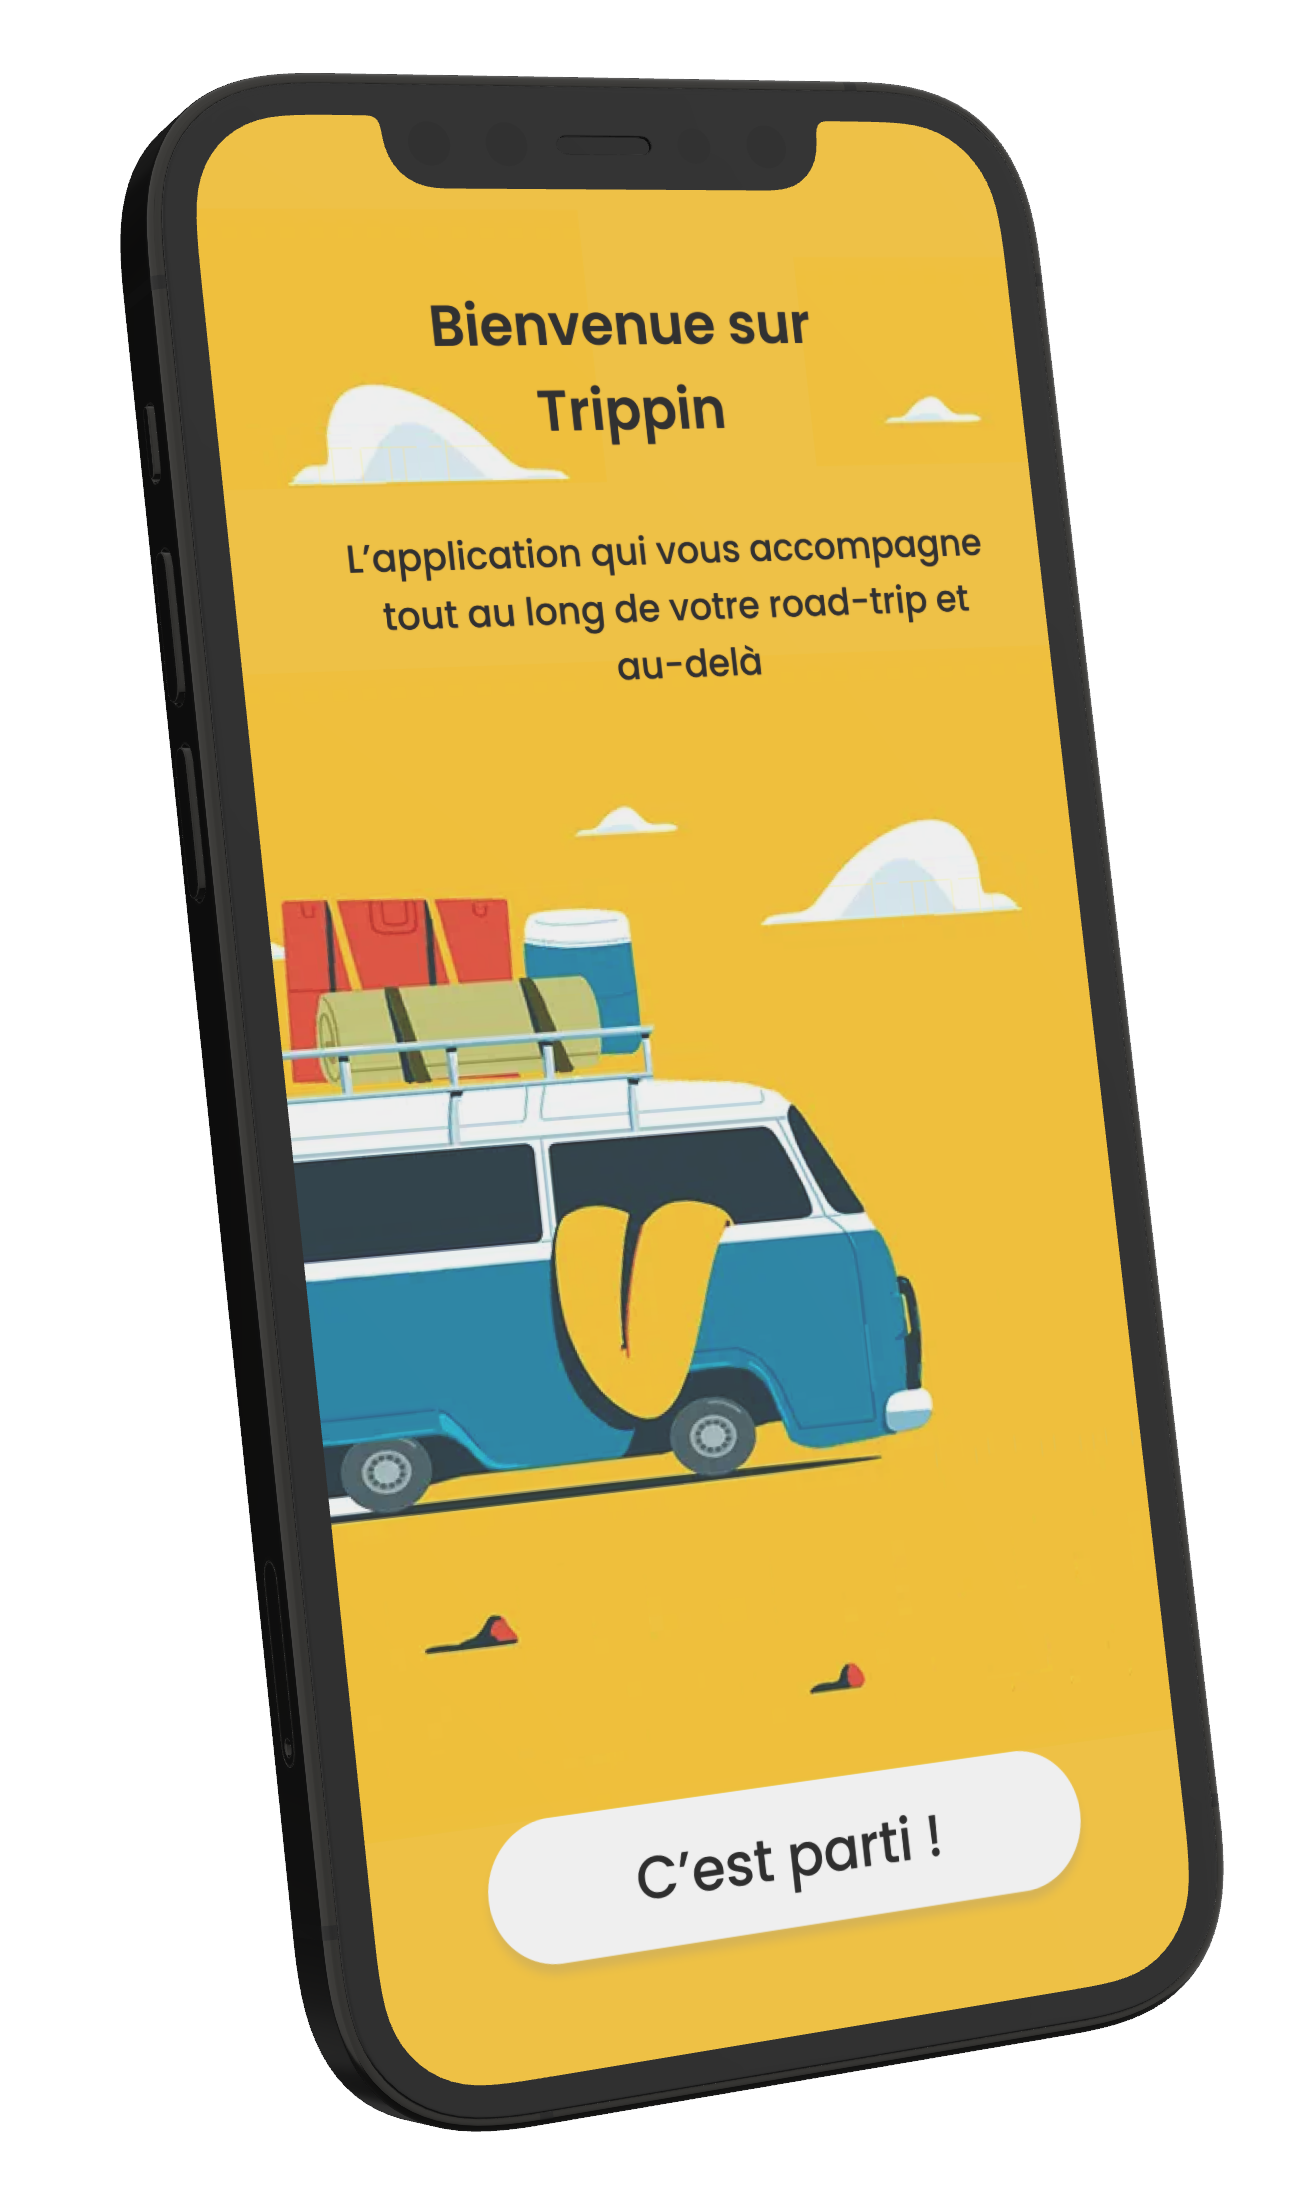 Bienvenue sur
Trippin
L’application qui vous accompagne
tout au long de votre road-trip et
au-delà
C’est parti !